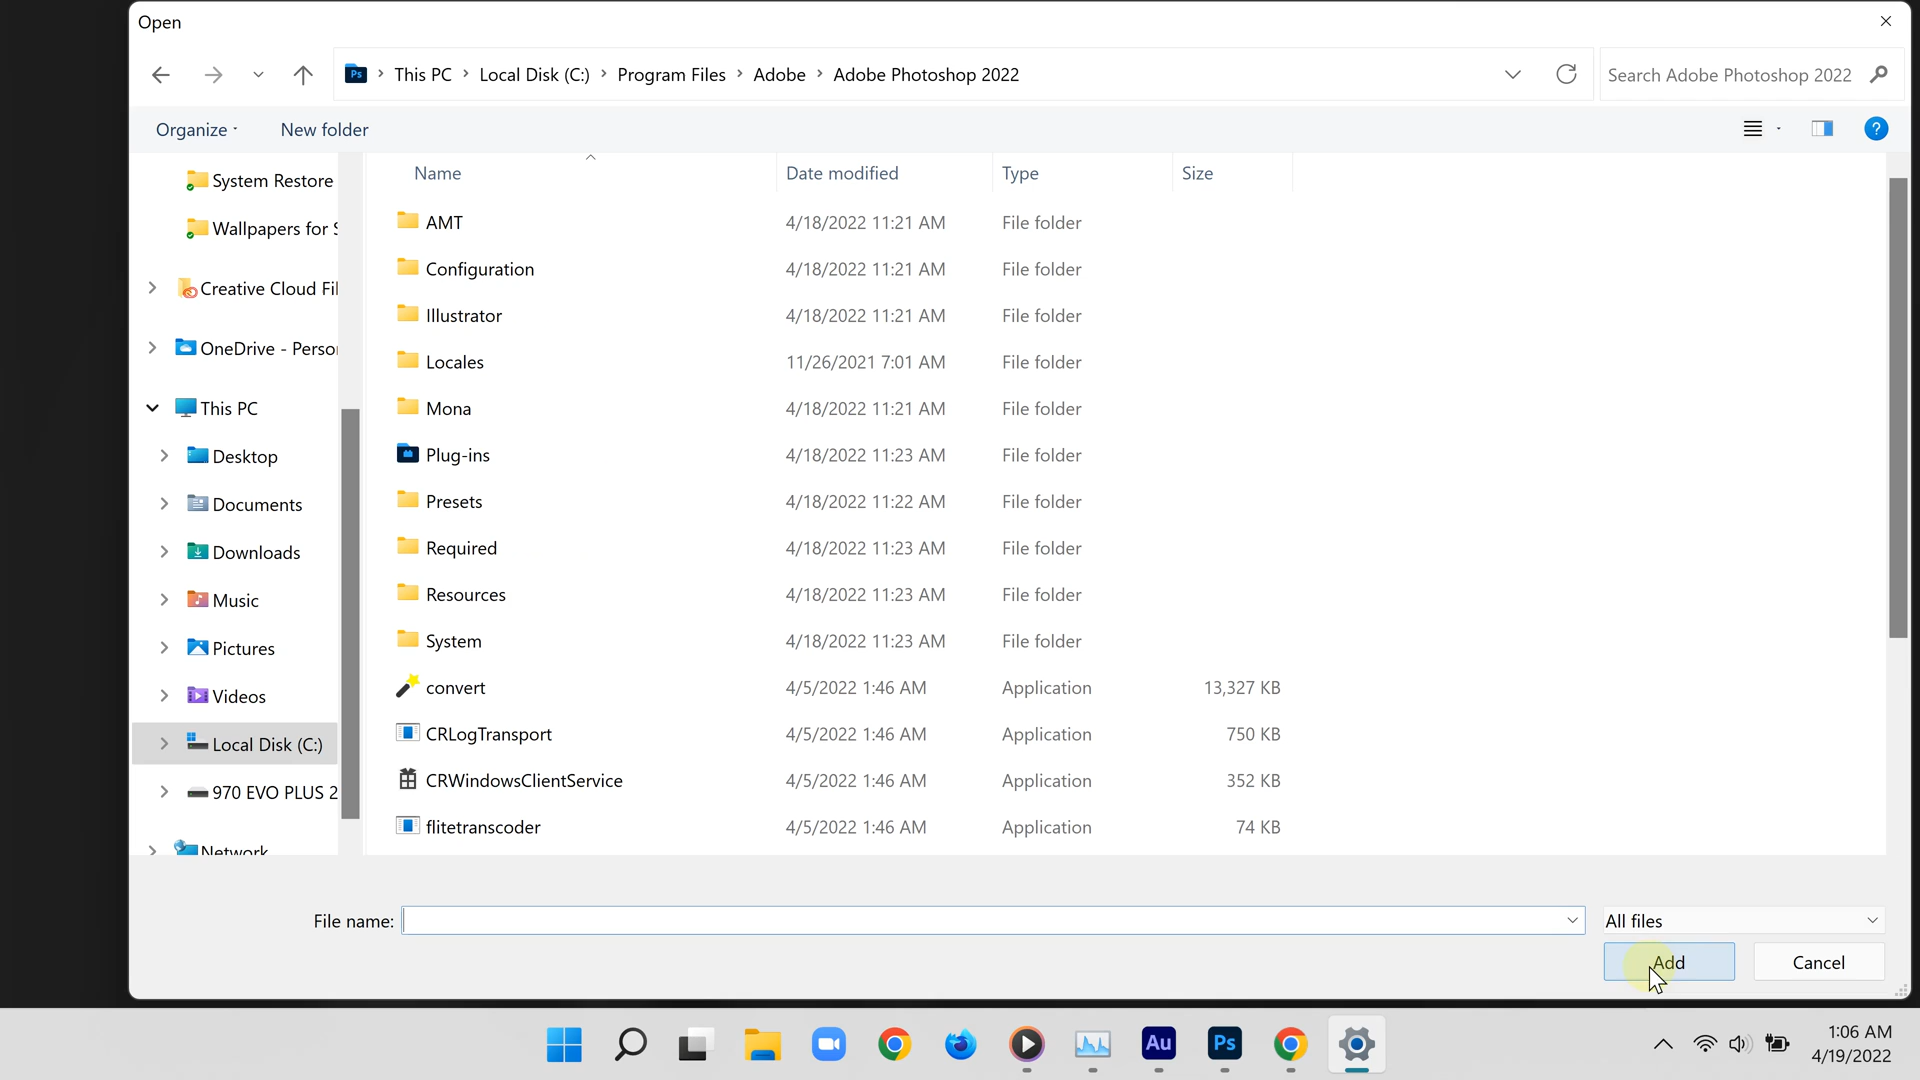 Open
This PC > Local Disk (C:) > Program Files > Adobe > Adobe Photoshop 2022
Search Adobe Photoshop 2022
Organize
New folder
Name
Date modified
Type
Size
System Restore
Wallpapers for S
Creative Cloud Fil
OneDrive - Perso
This PC
Desktop
Documents
Downloads
Music
Pictures
Videos
Local Disk (C:)
970 EVO PLUS 2
Network
AMT 4/18/2022 11:21 AM File folder
Configuration 4/18/2022 11:21 AM File folder
Illustrator 4/18/2022 11:21 AM File folder
Locales 11/26/2021 7:01 AM File folder
Mona 4/18/2022 11:21 AM File folder
Plug-ins 4/18/2022 11:23 AM File folder
Presets 4/18/2022 11:22 AM File folder
Required 4/18/2022 11:23 AM File folder
Resources 4/18/2022 11:23 AM File folder
System 4/18/2022 11:23 AM File folder
convert 4/5/2022 1:46 AM Application 13,327 KB
CRLogTransport 4/5/2022 1:46 AM Application 750 KB
CRWindowsClientService 4/5/2022 1:46 AM Application 352 KB
flitetranscoder 4/5/2022 1:46 AM Application 74 KB
File name:
All files
Add
Cancel
Au
Ps
1:06 AM
4/19/2022